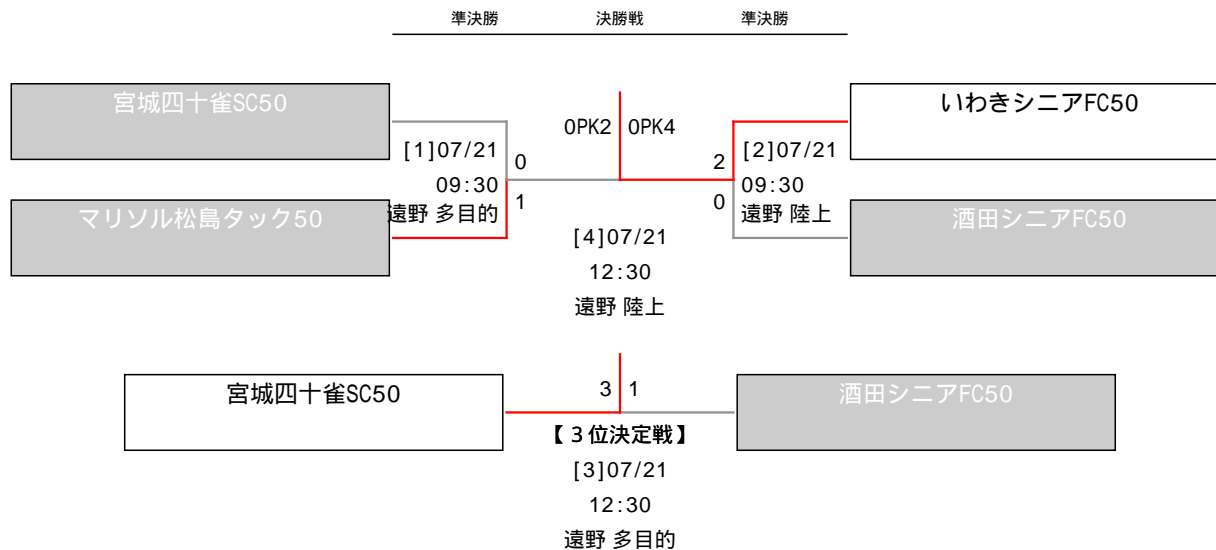 準決勝 決勝戦 準決勝
宮城四十雀SC50
いわきシニアFC50
0PK2 0PK4
[1]07/21
0
2
[2]07/21
09:30
09:30
マリソル松島タック50
遠野 多目的
1
0
遠野 陸上
酒田シニアFC50
[4]07/21
12:30
遠野 陸上
宮城四十雀SC50
3 1
酒田シニアFC50
【３位決定戦】
[3]07/21
12:30
遠野 多目的